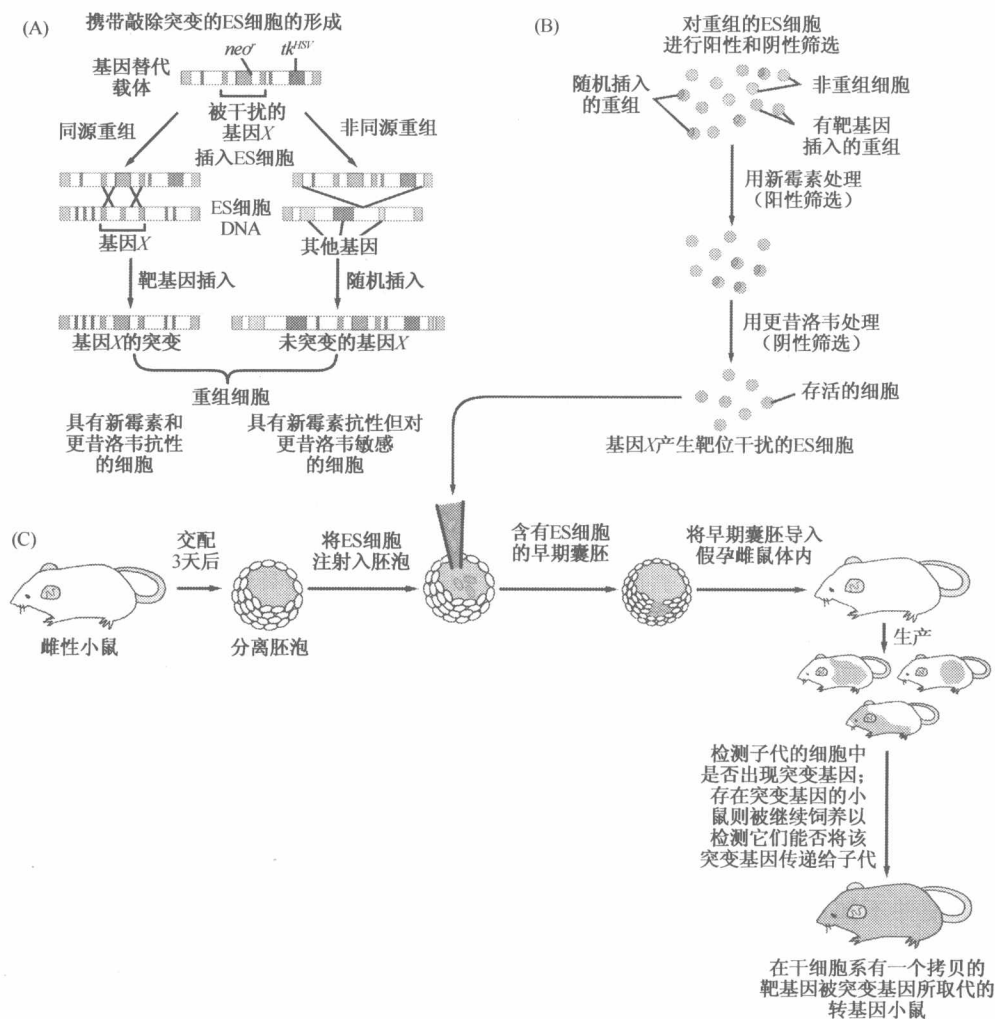 (A)
携带敲除突变的ES细胞的形成
neoʳ
tkᴴˢⱽ
基因替代
载体
被干扰的
基因X
同源重组
非同源重组
插入ES细胞
ES细胞
DNA
基因X
其他基因
靶基因插入
随机插入
基因X的突变
未突变的基因X
重组细胞
具有新霉素和
更昔洛韦抗性
的细胞
具有新霉素抗性但对
更昔洛韦敏感
的细胞
(B)
对重组的ES细胞
进行阳性和阴性筛选
随机插入
的重组
非重组细胞
有靶基因
插入的重组
用新霉素处理
（阳性筛选）
用更昔洛韦处理
（阴性筛选）
存活的细胞
基因X产生靶位干扰的ES细胞
(C)
交配
3天后
将ES细胞
注射入胚泡
含有ES细胞
的早期囊胚
将早期囊胚导入
假孕雌鼠体内
雌性小鼠
分离胚泡
生产
检测子代的细胞中
是否出现突变基因；
存在突变基因的小
鼠则被继续饲养以
检测它们能否将该
突变基因传递给子代
在干细胞系有一个拷贝的
靶基因被突变基因所取代的
转基因小鼠